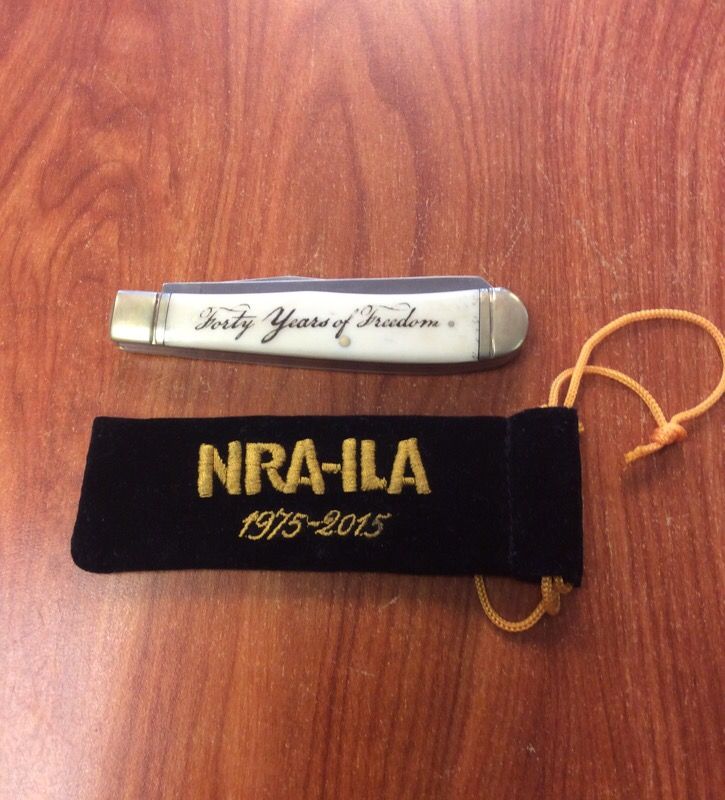 Forty Years of Freedom
NRA-ILA
1975-2015